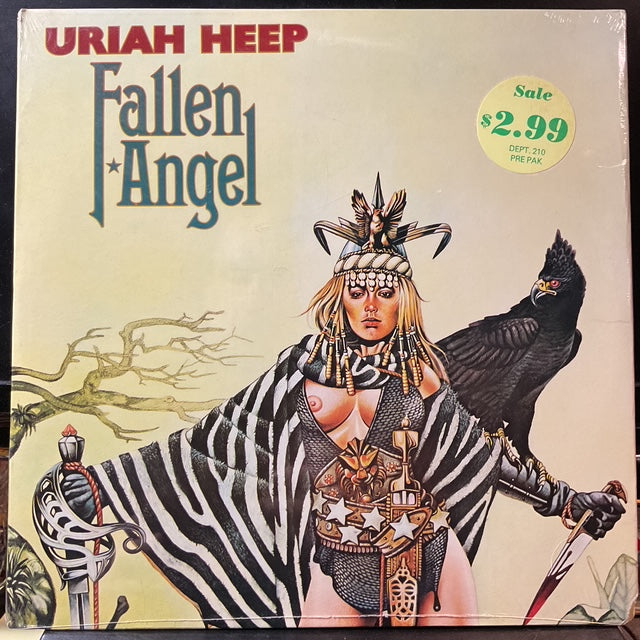 URIAH HEEP
Fallen
Angel
Sale
$2.99
DEPT. 210
PRE PAK